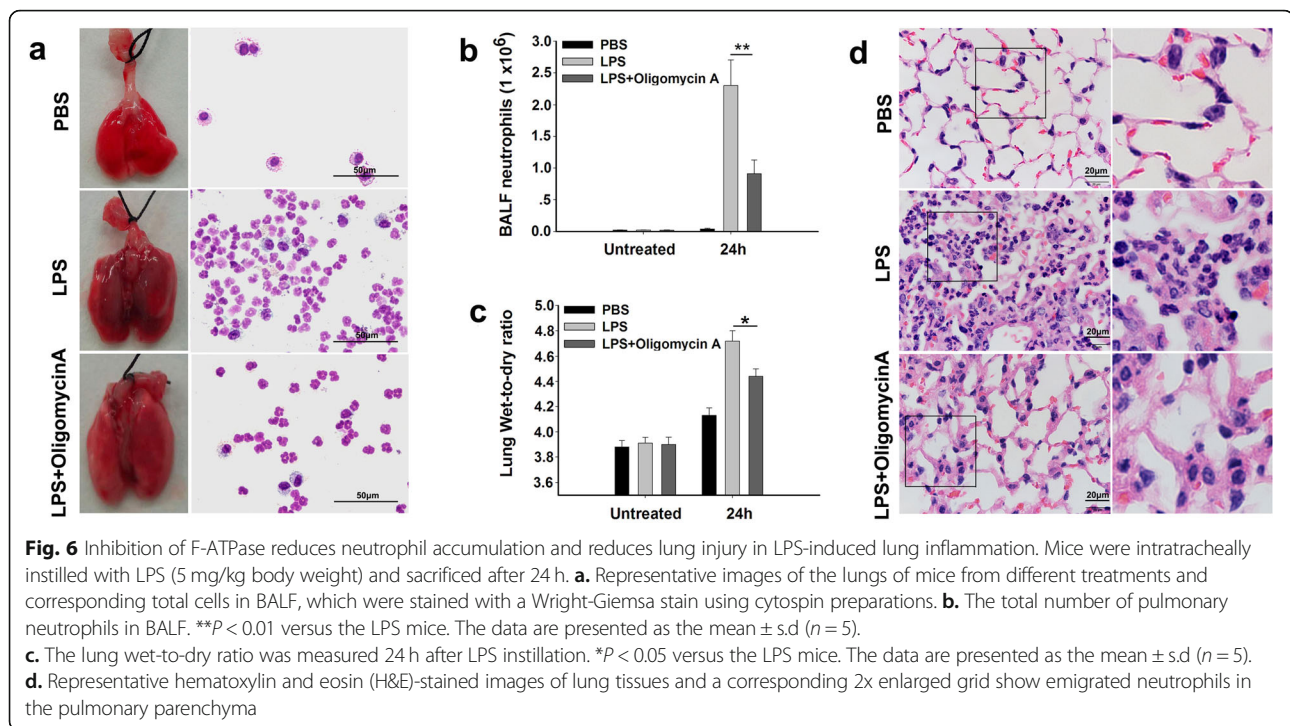 a
PBS
50μm
LPS
50μm
LPS+OligomycinA
50μm
b
PBS
LPS
LPS+Oligomycin A
**
BALF neutrophils (1 x10⁶)
3.0
2.5
2.0
1.5
1.0
0.5
0.0
Untreated 24h
c
PBS
LPS
LPS+Oligomycin A
*
Lung Wet-to-dry ratio
5.0
4.8
4.6
4.4
4.2
4.0
3.8
3.6
Untreated 24h
d
PBS
20μm
LPS
20μm
LPS+OligomycinA
20μm
Fig. 6 Inhibition of F-ATPase reduces neutrophil accumulation and reduces lung injury in LPS-induced lung inflammation. Mice were intratracheally
instilled with LPS (5 mg/kg body weight) and sacrificed after 24 h. a. Representative images of the lungs of mice from different treatments and
corresponding total cells in BALF, which were stained with a Wright-Giemsa stain using cytospin preparations. b. The total number of pulmonary
neutrophils in BALF. **P < 0.01 versus the LPS mice. The data are presented as the mean ± s.d (n = 5).
c. The lung wet-to-dry ratio was measured 24 h after LPS instillation. *P < 0.05 versus the LPS mice. The data are presented as the mean ± s.d (n = 5).
d. Representative hematoxylin and eosin (H&E)-stained images of lung tissues and a corresponding 2x enlarged grid show emigrated neutrophils in
the pulmonary parenchyma